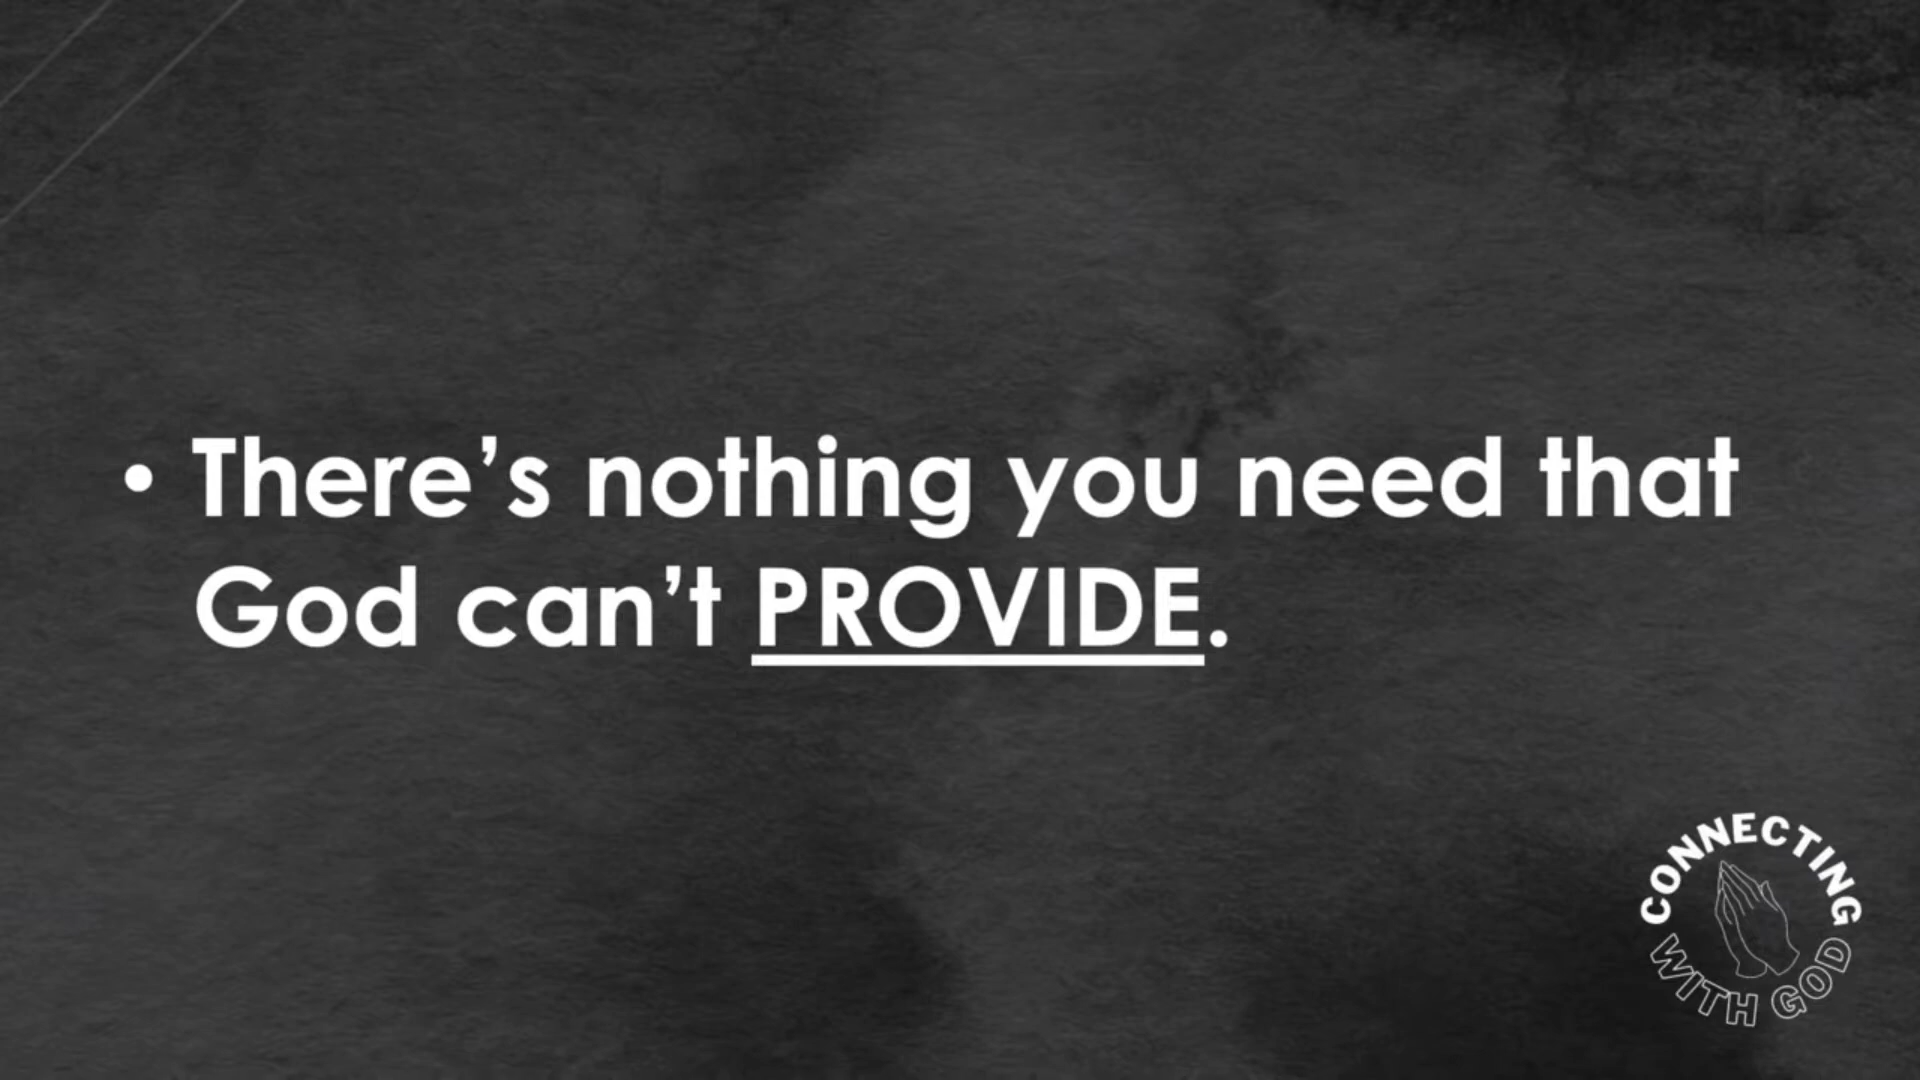 • There’s nothing you need that
God can’t PROVIDE.
CONNECTING
WITH GOD